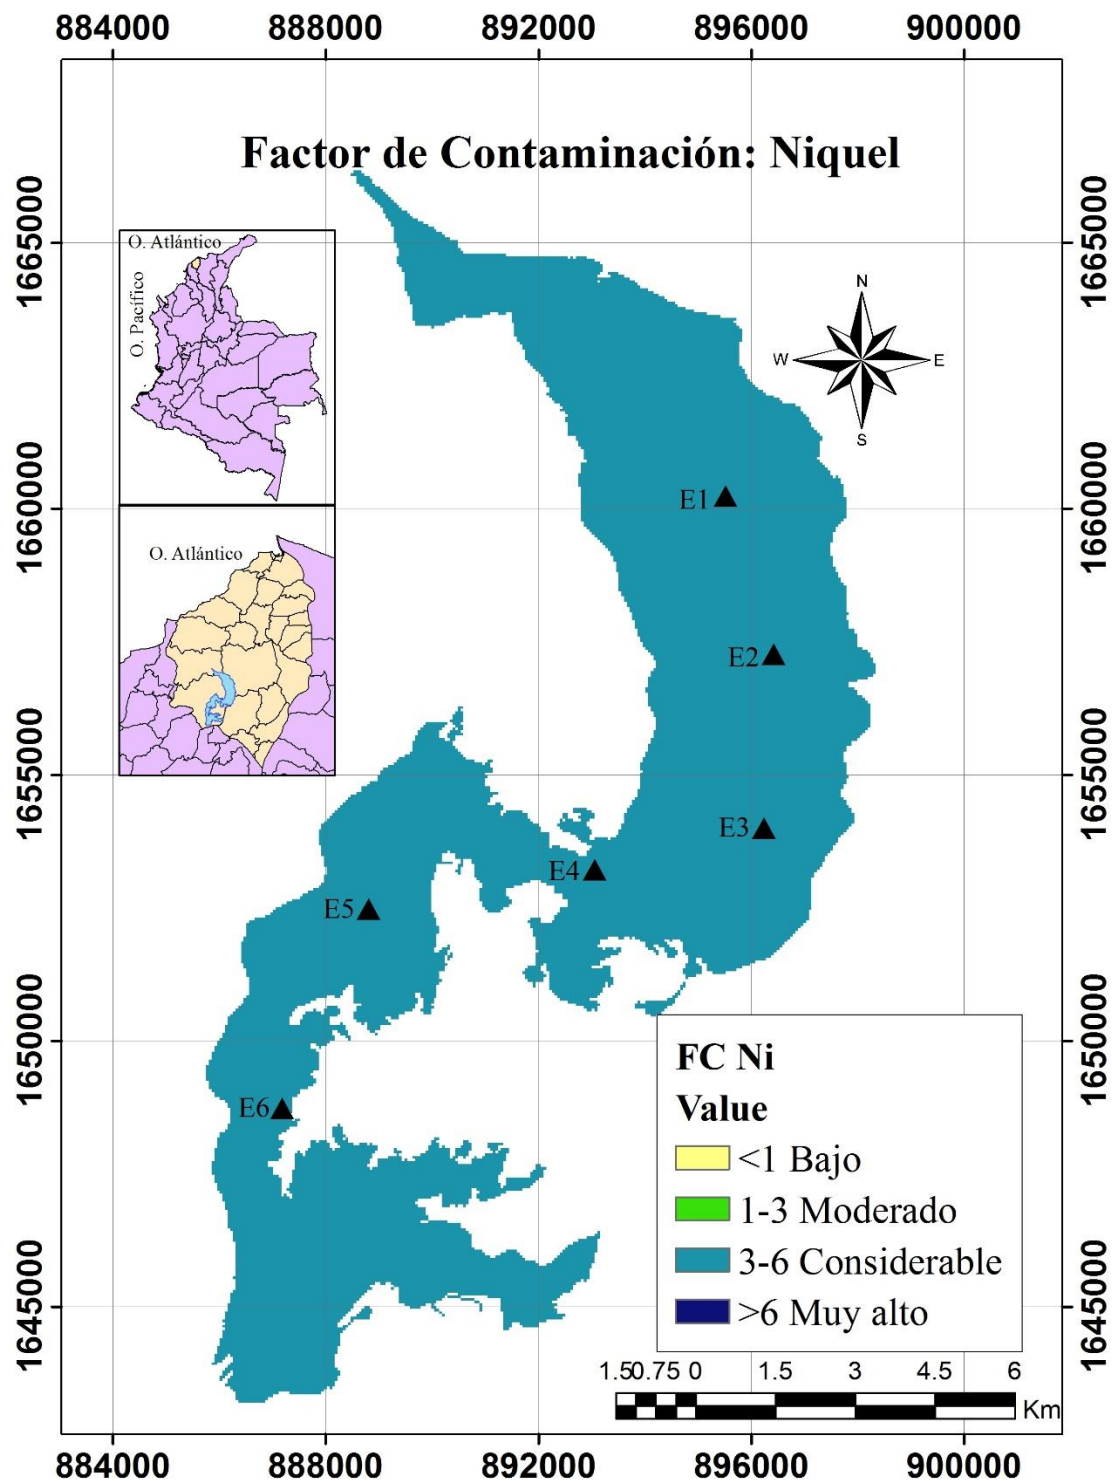 884000 888000 892000 896000 900000
Factor de Contaminación: Niquel
1665000
1665000
O. Atlántico
O. Pacífico
N
W
E
S
1660000
1660000
E1
O. Atlántico
E2
1655000
1655000
E3
E4
E5
1650000
1650000
FC Ni
Value
E6
<1 Bajo
1-3 Moderado
3-6 Considerable
>6 Muy alto
1645000
1645000
1.50.75 0 1.5 3 4.5 6
Km
884000 888000 892000 896000 900000